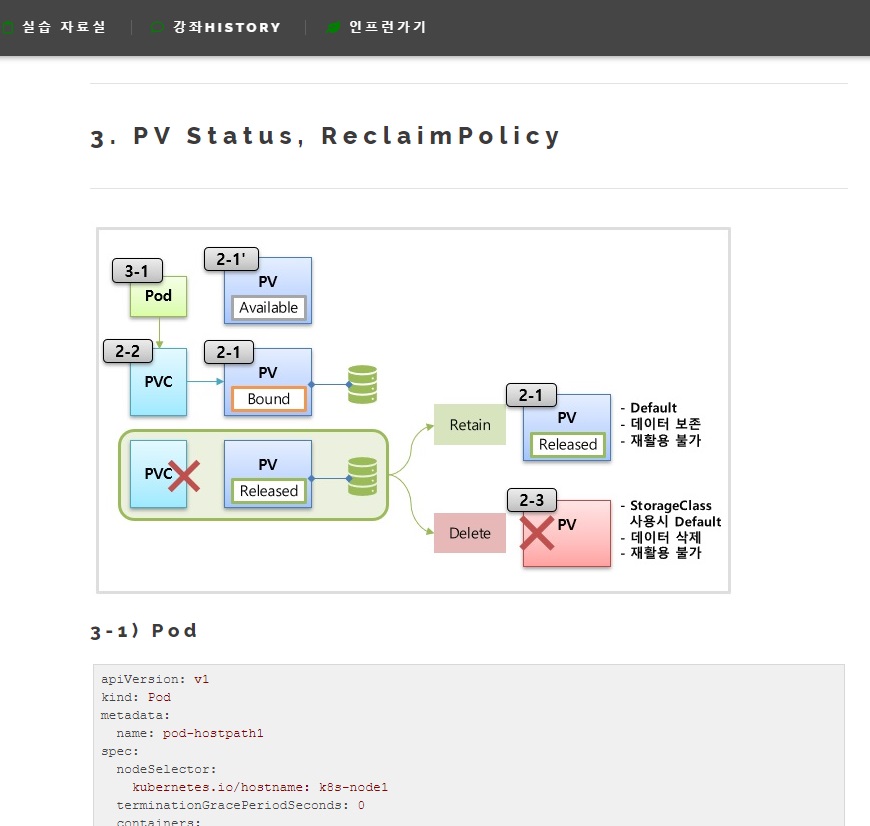 실습 자료실
강좌HISTORY
인프런가기
3. PV Status, ReclaimPolicy
3-1
Pod
2-1'
PV
Available
2-2
PVC
2-1
PV
Bound
PVC
PV
Released
Retain
2-1
PV
Released
- Default
- 데이터 보존
- 재활용 불가
Delete
2-3
PV
- StorageClass
사용시 Default
- 데이터 삭제
- 재활용 불가
3-1) Pod
apiVersion: v1
kind: Pod
metadata:
  name: pod-hostpath1
spec:
  nodeSelector:
    kubernetes.io/hostname: k8s-node1
  terminationGracePeriodSeconds: 0
  containers: